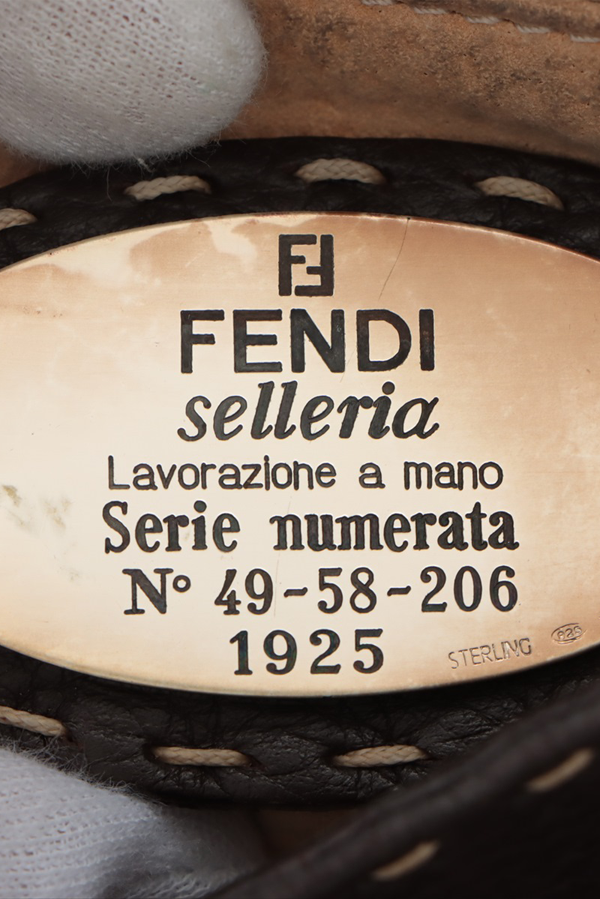 FF
FENDI
selleria
Lavorazione a mano
Serie numerata
N° 49-58-206
1925
STERLING 925